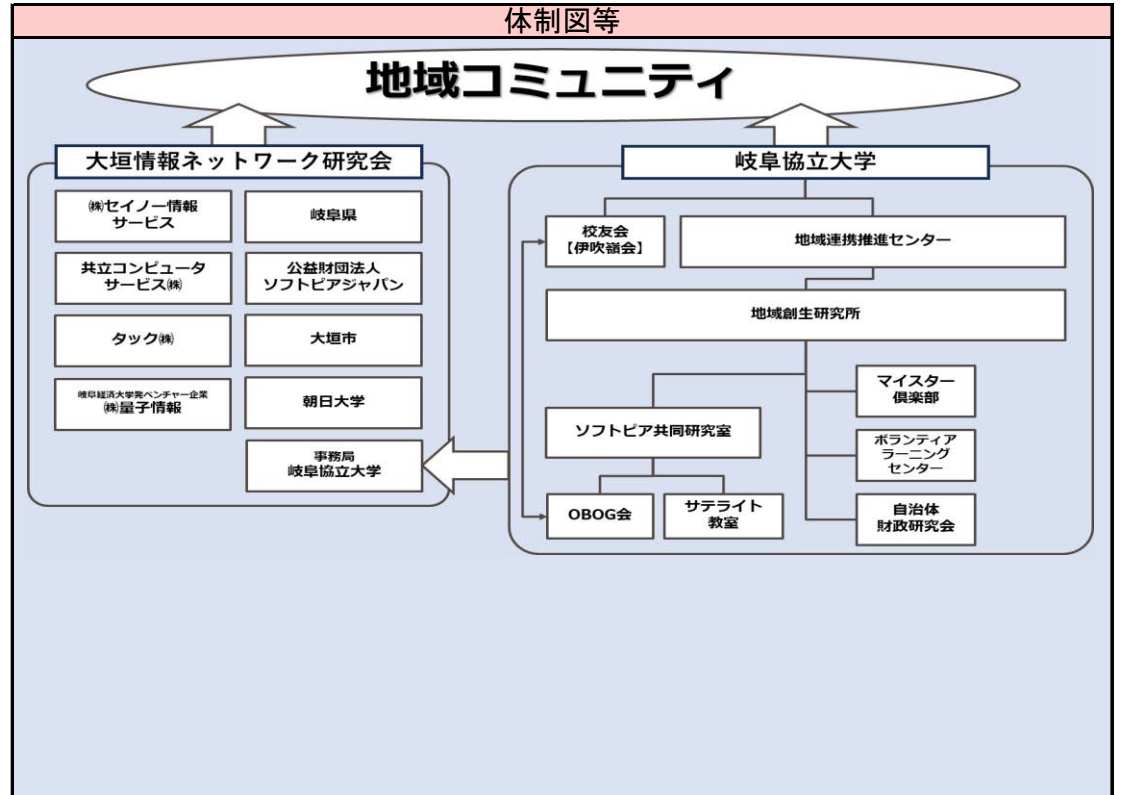 体制図等
地域コミュニティ
大垣情報ネットワーク研究会
㈱セイノー情報
サービス
岐阜県
共立コンピュータ
サービス㈱
公益財団法人
ソフトピアジャパン
タック㈱
大垣市
岐阜経済大学発ベンチャー企業
㈱量子情報
朝日大学
事務局
岐阜協立大学
岐阜協立大学
校友会
【伊吹嶺会】
地域連携推進センター
地域創生研究所
マイスター
倶楽部
ソフトピア共同研究室
ボランティア
ラーニング
センター
OBOG会
サテライト
教室
自治体
財政研究会